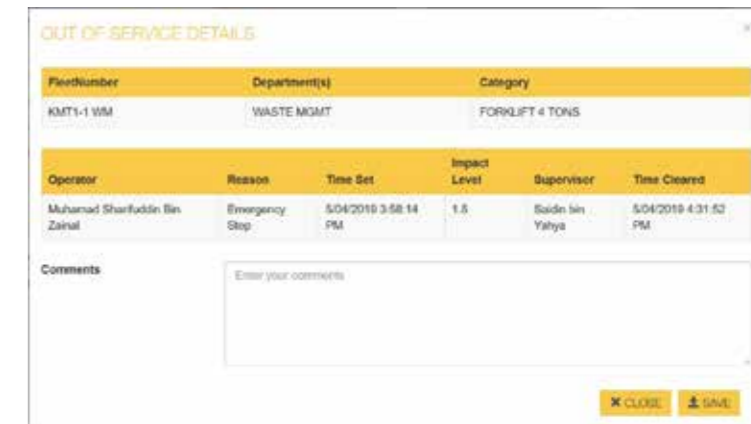 OUT OF SERVICE DETAILS
×
FleetNumber Department(s) Category
KMT1-1 WM WASTE MGMT FORKLIFT 4 TONS
Impact
Operator Reason Time Set Level Supervisor Time Cleared
Muhamad Sharifuddin Bin Emergency 5/04/2019 3:58:14 1.5 Saidin bin 5/04/2019 4:31:52
Zainal Stop PM Yahya PM
Comments
Enter your comments
× CLOSE SAVE